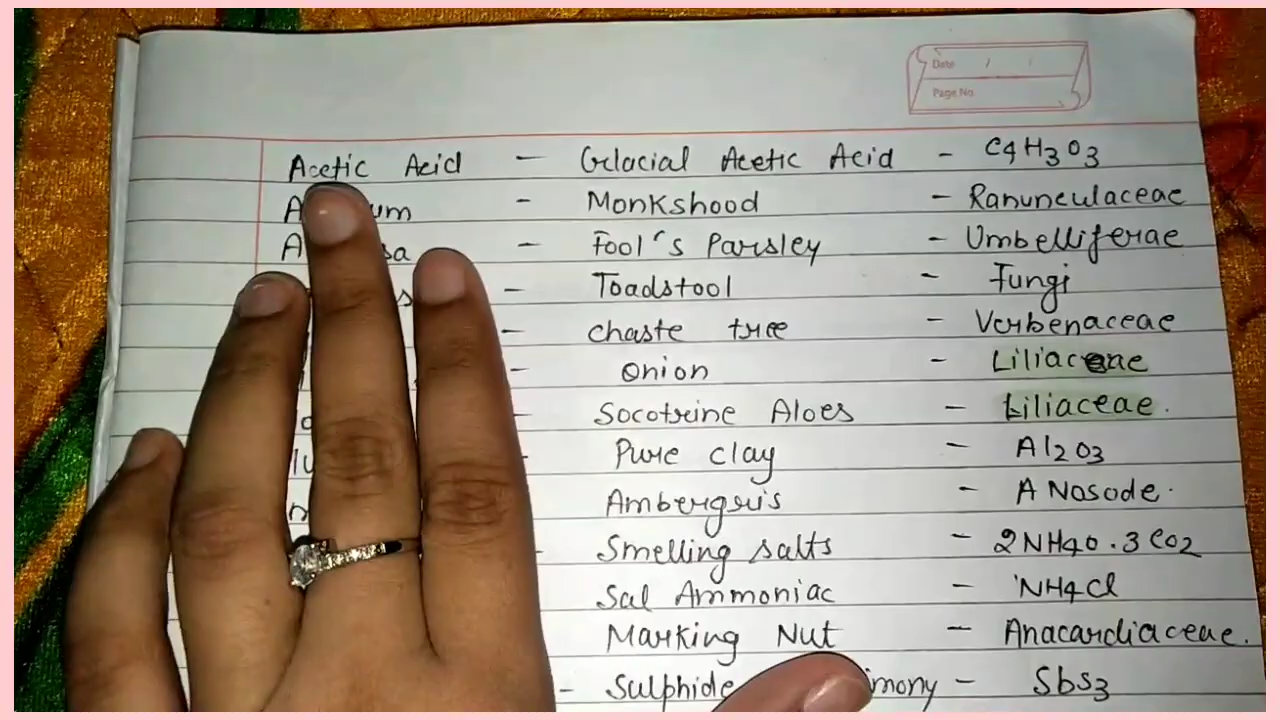 Date / /
Page No
Acetic Acid – Glacial Acetic Acid – C4H3O3
– Monkshood – Ranunculaceae
– Fool's Parsley – Umbelliferae
– Toadstool – Fungi
– Chaste tree – Verbenaceae
– Onion – Liliaceae
– Socotrine Aloes – Liliaceae.
– Pure clay – Al2O3
Ambergris – A Nosode.
– Smelling salts – 2NH4O.3CO2
Sal Ammoniac – NH4Cl
Marking Nut – Anacardiaceae.
– Sulphide – SbS3